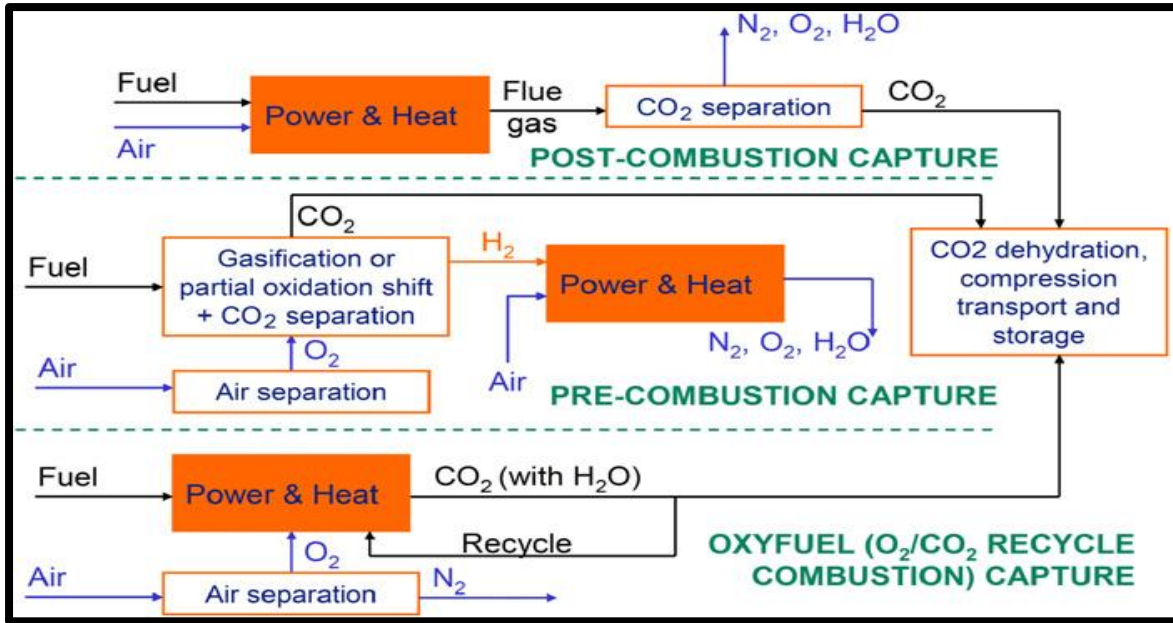 N₂, O₂, H₂O
Fuel
Power & Heat
Flue
gas
CO₂ separation
CO₂
Air
POST-COMBUSTION CAPTURE
CO₂
Fuel
Gasification or
partial oxidation shift
+ CO₂ separation
H₂
Power & Heat
CO2 dehydration,
compression
transport and
storage
N₂, O₂, H₂O
O₂
Air
Air separation
Air
PRE-COMBUSTION CAPTURE
Fuel
Power & Heat
CO₂ (with H₂O)
Recycle
O₂
Air
Air separation
N₂
OXYFUEL (O₂/CO₂ RECYCLE
COMBUSTION) CAPTURE